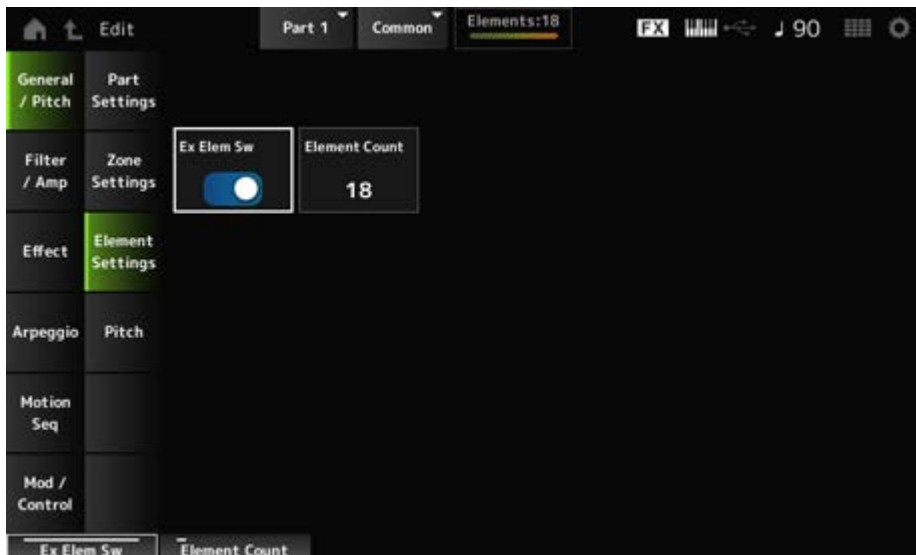 Edit
Part 1
Common
Elements:18
FX
90
General
/ Pitch
Part
Settings
Filter
/ Amp
Zone
Settings
Ex Elem Sw
Element Count
18
Effect
Element
Settings
Arpeggio
Pitch
Motion
Seq
Mod /
Control
Ex Elem Sw
Element Count